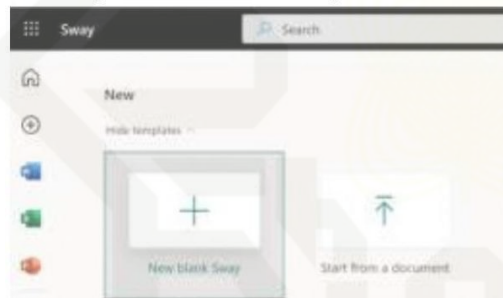 Sway
Search
New
Hide templates
New blank Sway
Start from a document